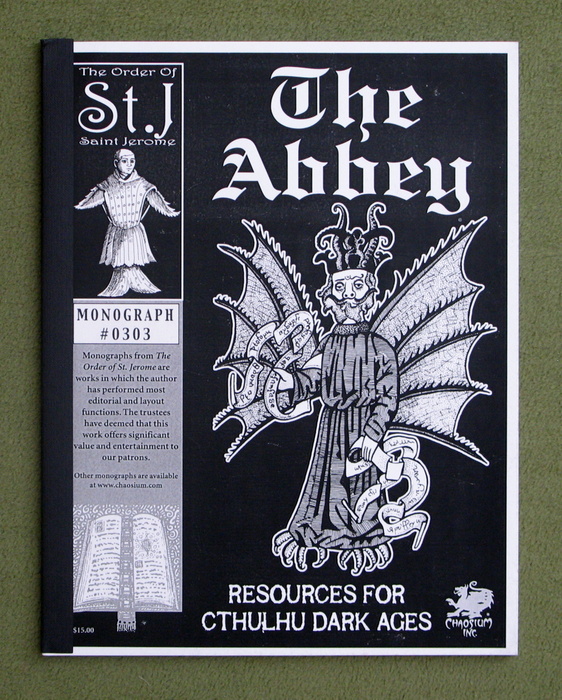 The Order Of
St.J
Saint Jerome
MONOGRAPH
#0303
Monographs from The
Order of St. Jerome are
works in which the author
has performed most
editorial and layout
functions. The trustees
have deemed that this
work offers significant
value and entertainment to
our patrons.
Other monographs are available
at www.chaosium.com
$15.00
The
Abbey
RESOURCES FOR
CTHULHU DARK AGES
CHAOSIUM
INC